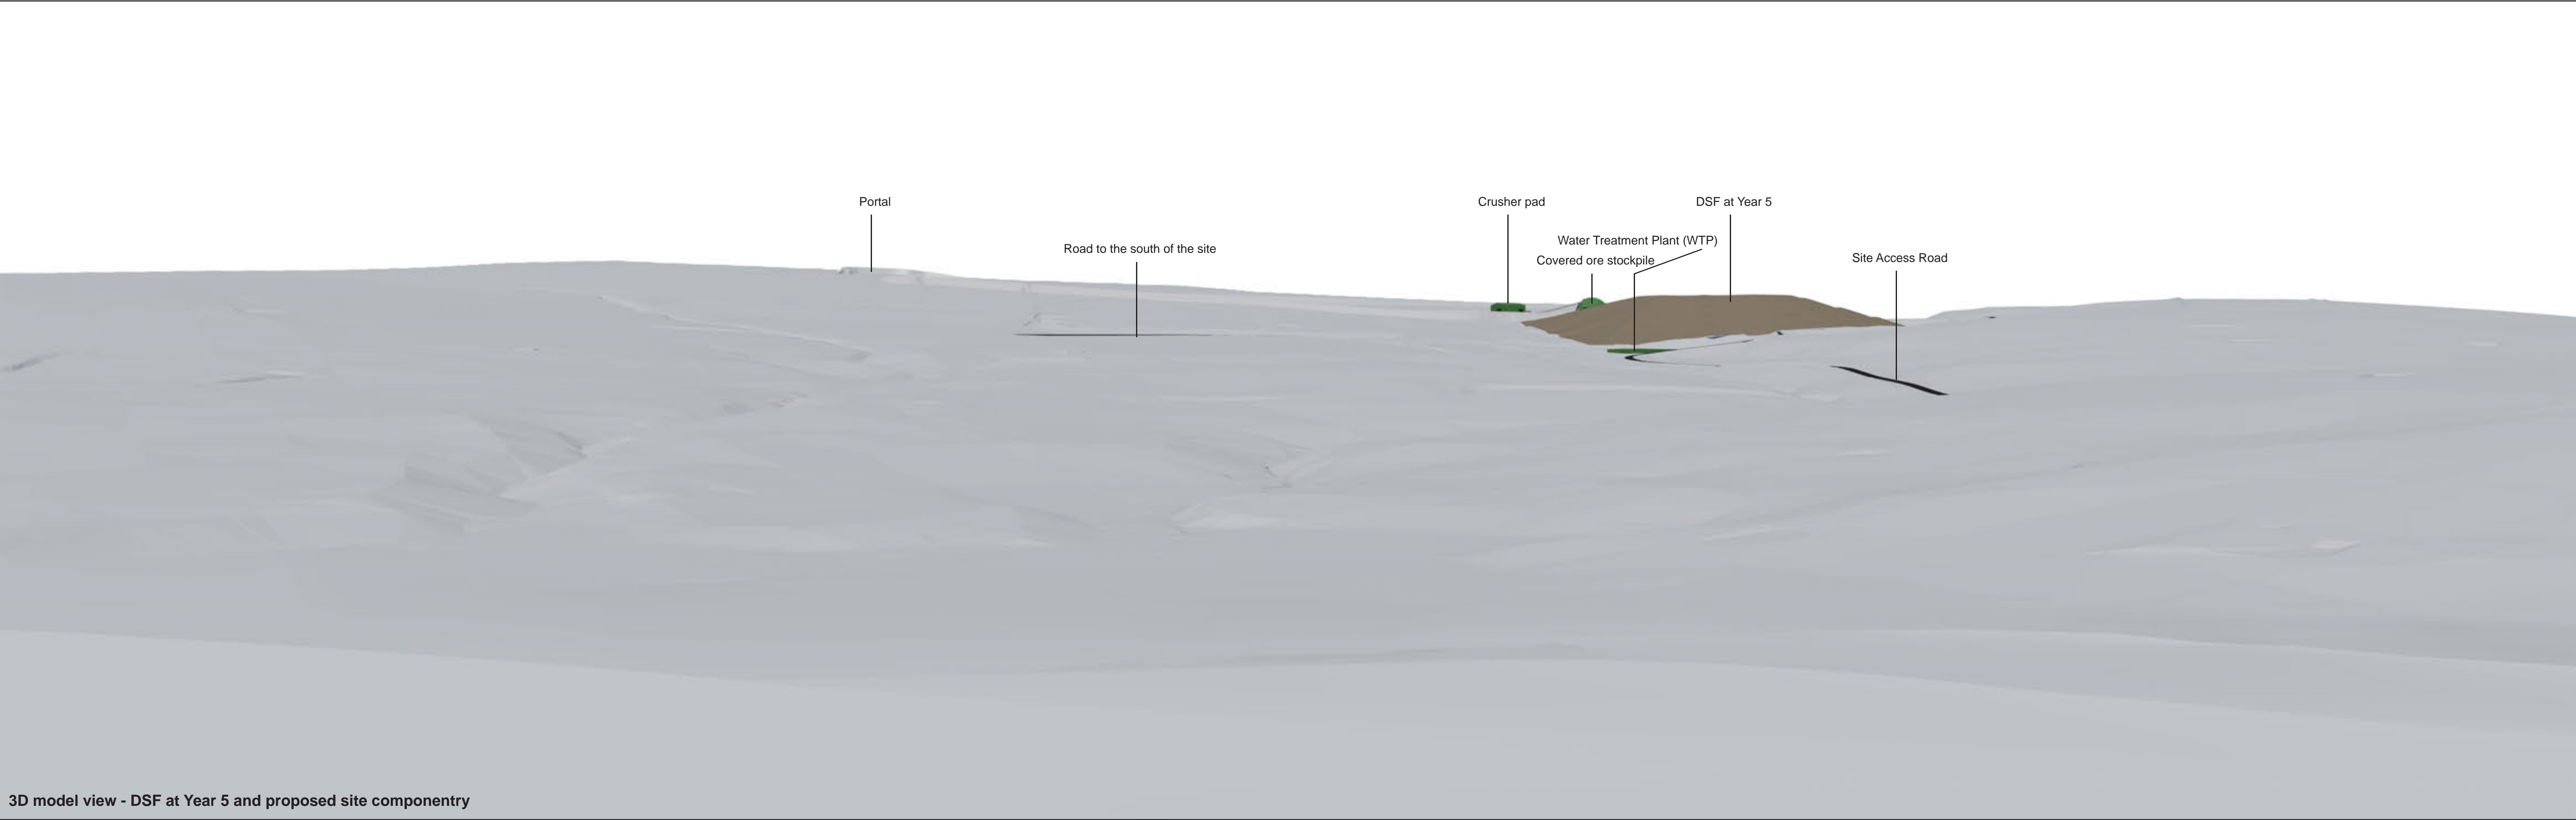 Portal
Crusher pad
DSF at Year 5
Road to the south of the site
Water Treatment Plant (WTP)
Covered ore stockpile
Site Access Road
3D model view - DSF at Year 5 and proposed site componentry